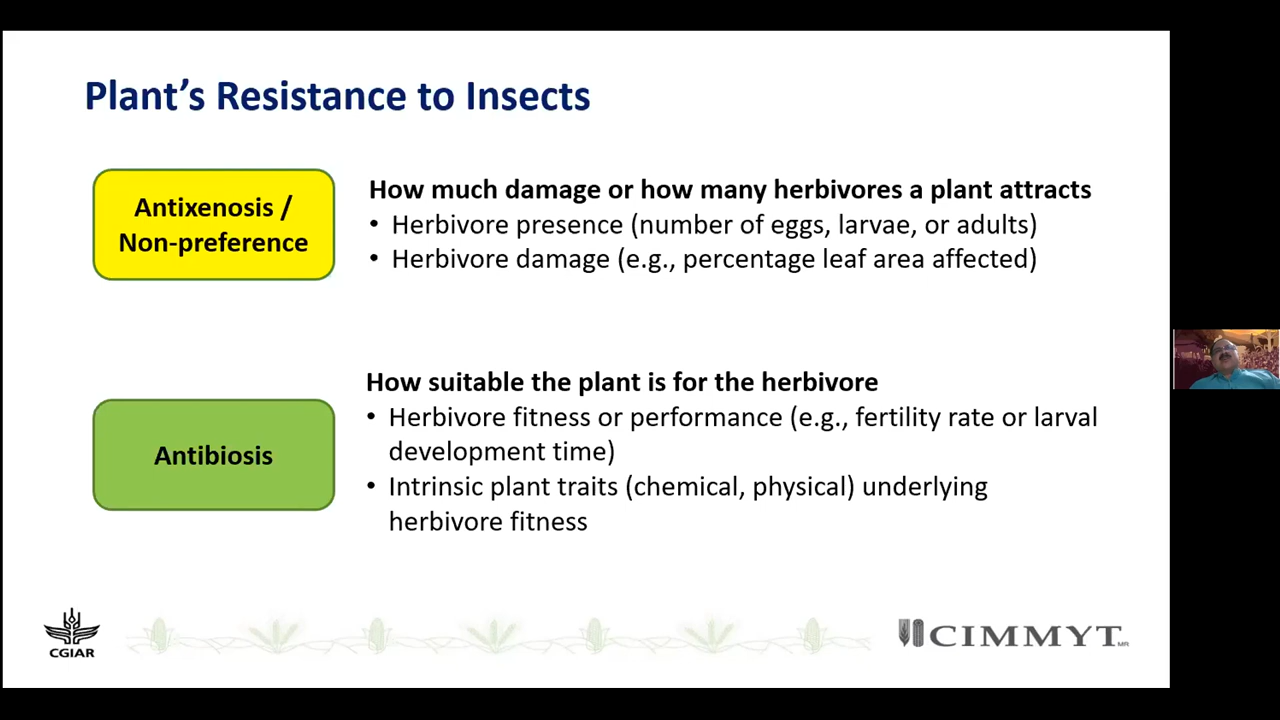 Plant’s Resistance to Insects
Antixenosis /
Non-preference
How much damage or how many herbivores a plant attracts
• Herbivore presence (number of eggs, larvae, or adults)
• Herbivore damage (e.g., percentage leaf area affected)
Antibiosis
How suitable the plant is for the herbivore
• Herbivore fitness or performance (e.g., fertility rate or larval
development time)
• Intrinsic plant traits (chemical, physical) underlying
herbivore fitness
CGIAR
CIMMYT MR